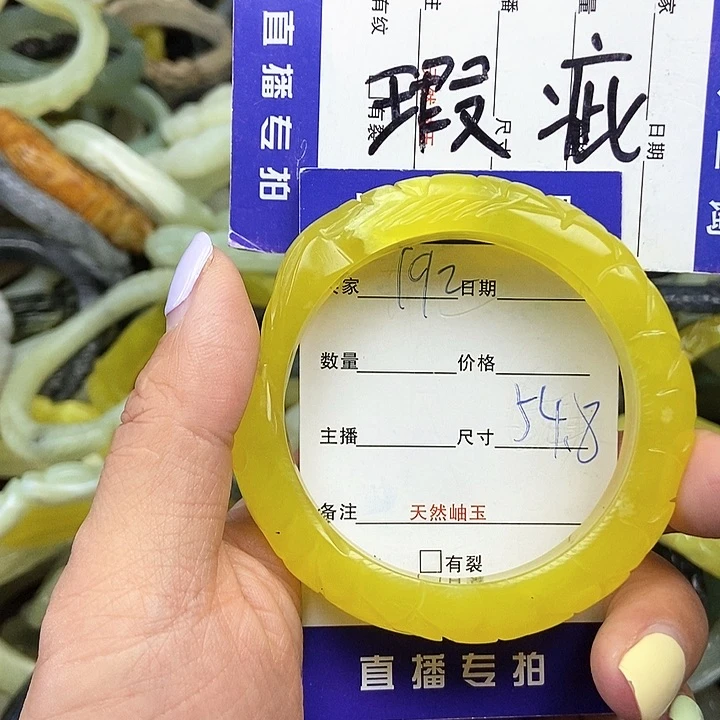 直播专拍
瑕疵
家
日期
尺寸
有裂
有纹
192
家 日期
数量 价格
主播 尺寸 54.8
备注 天然岫玉
□有裂
直播专拍